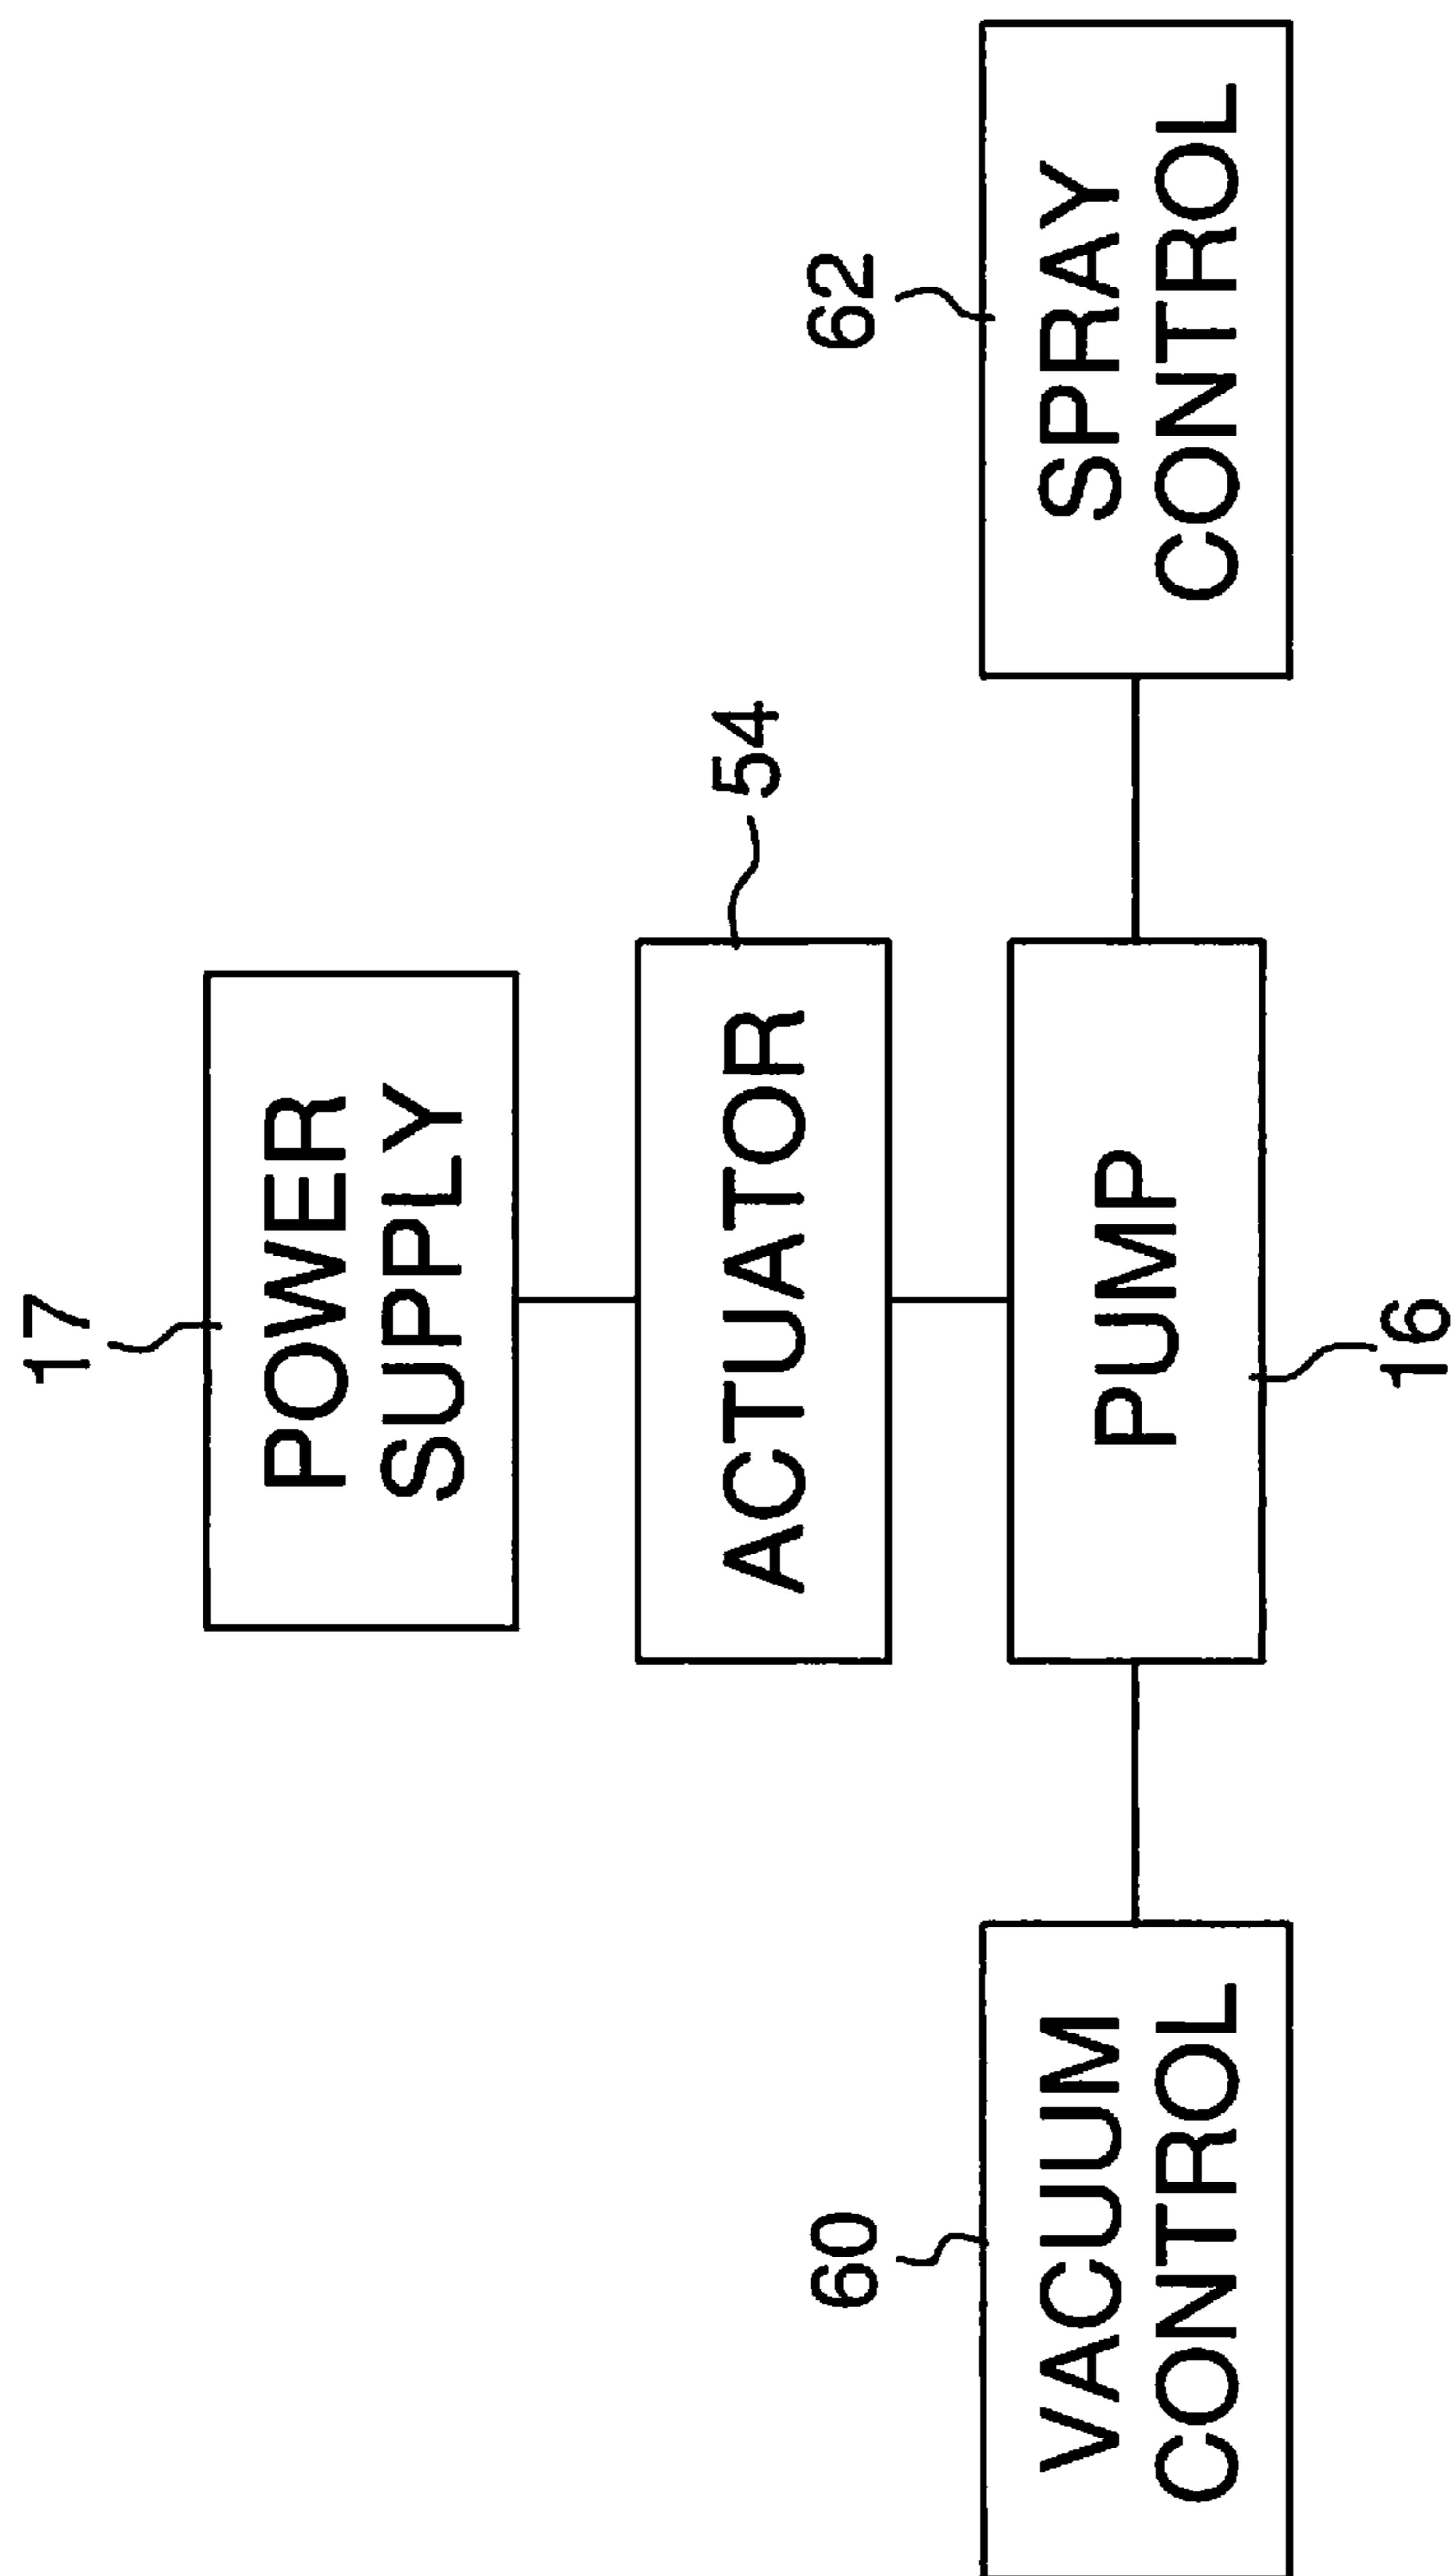 17
POWER
SUPPLY
54
ACTUATOR
60
VACUUM
CONTROL
PUMP
16
62
SPRAY
CONTROL